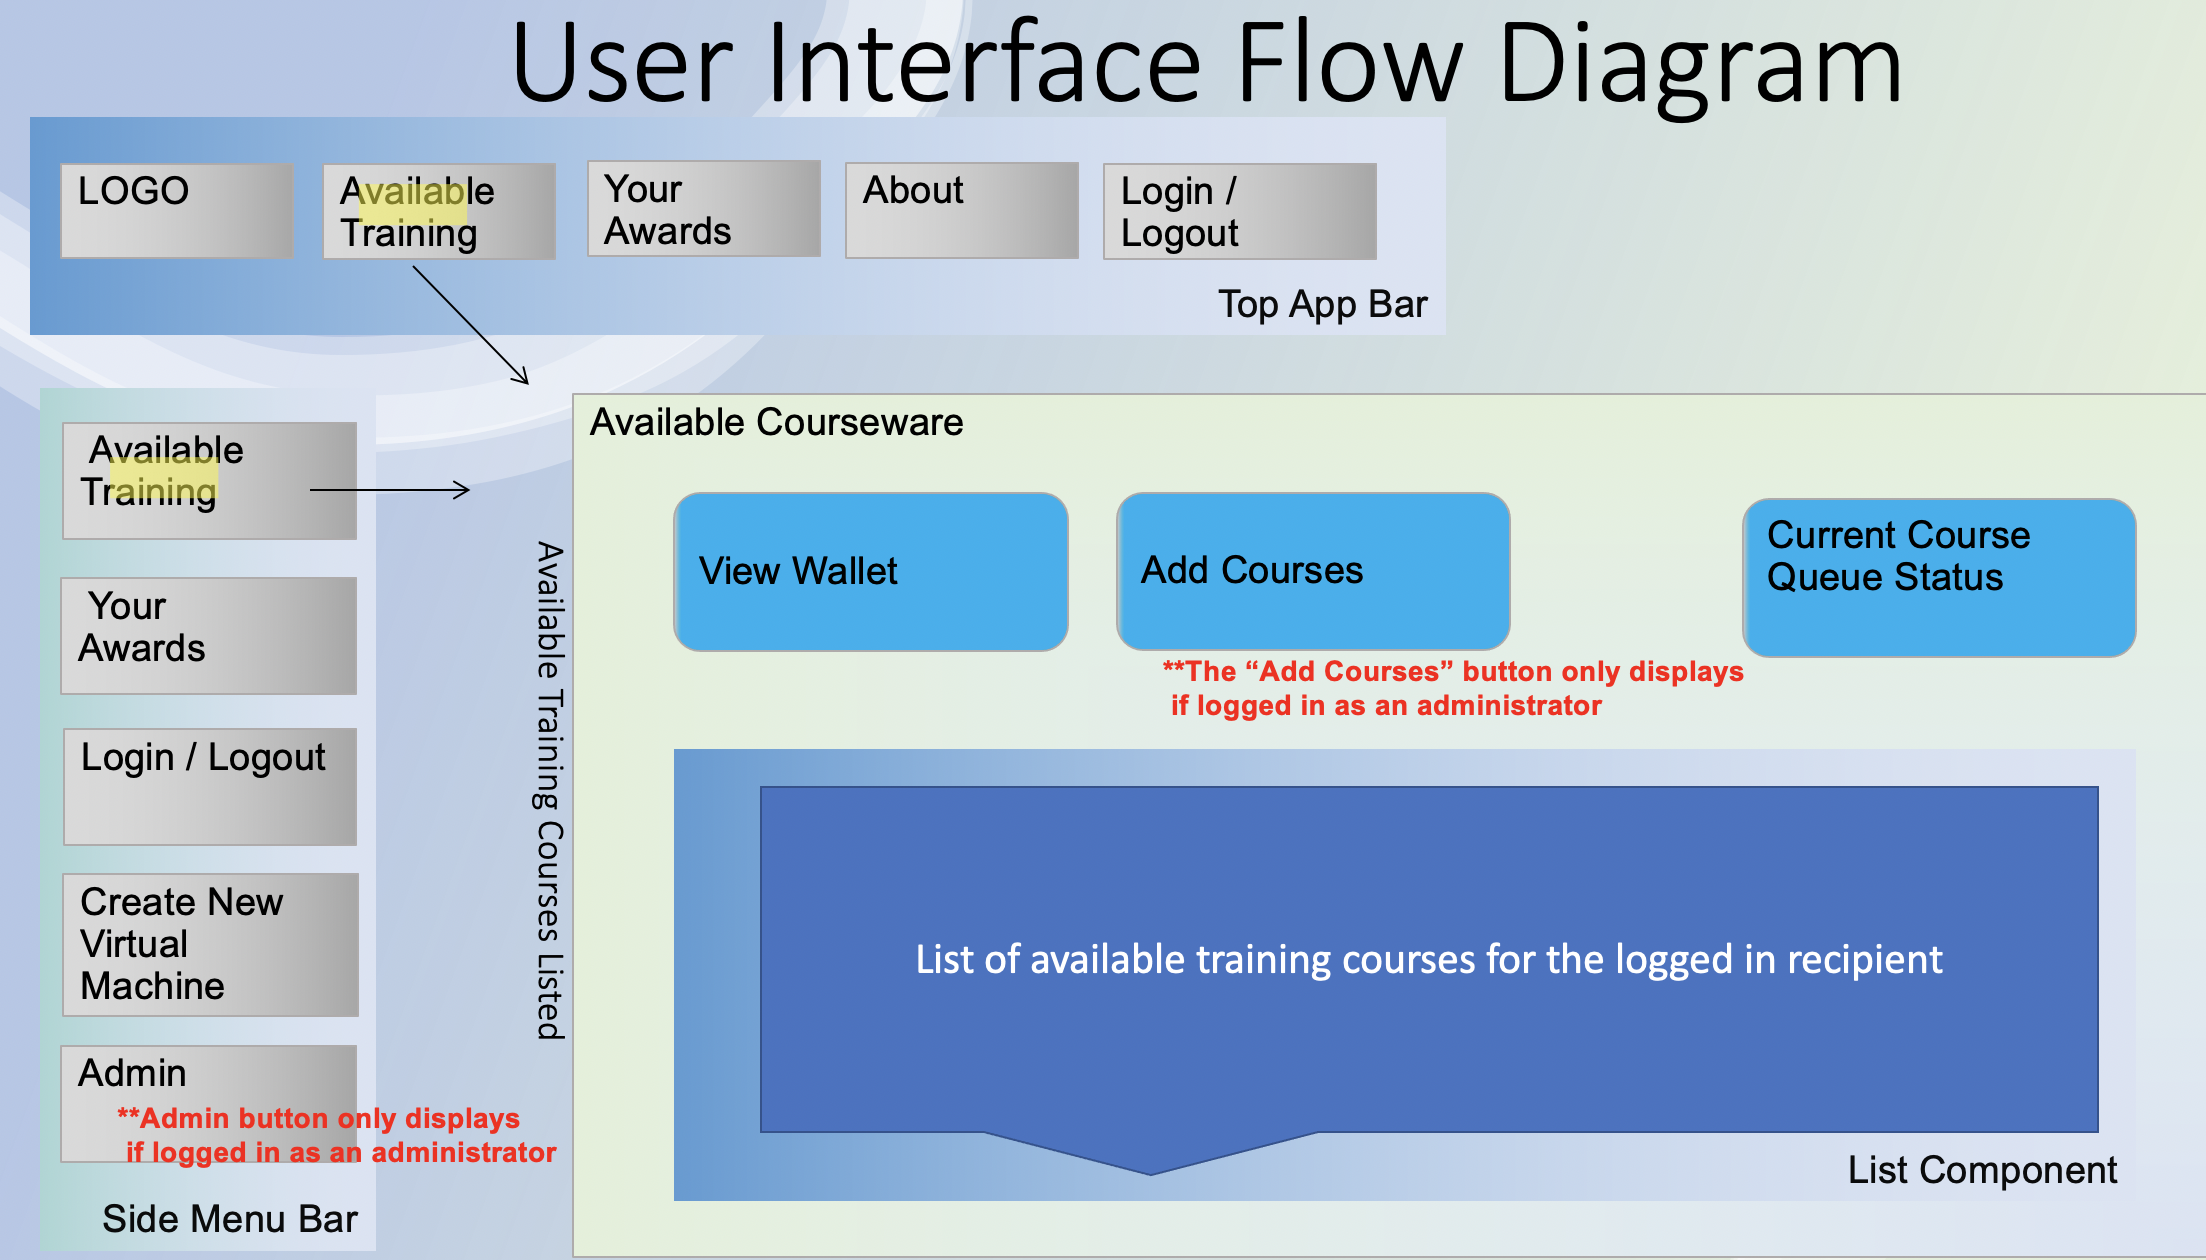 User Interface Flow Diagram
LOGO
Available
Training
Your
Awards
About
Login /
Logout
Top App Bar
Available
Training
Your
Awards
Login / Logout
Create New
Virtual
Machine
Admin
**Admin button only displays
if logged in as an administrator
Side Menu Bar
Available Training Courses Listed
Available Courseware
View Wallet
Add Courses
Current Course
Queue Status
**The “Add Courses” button only displays
if logged in as an administrator
List of available training courses for the logged in recipient
List Component